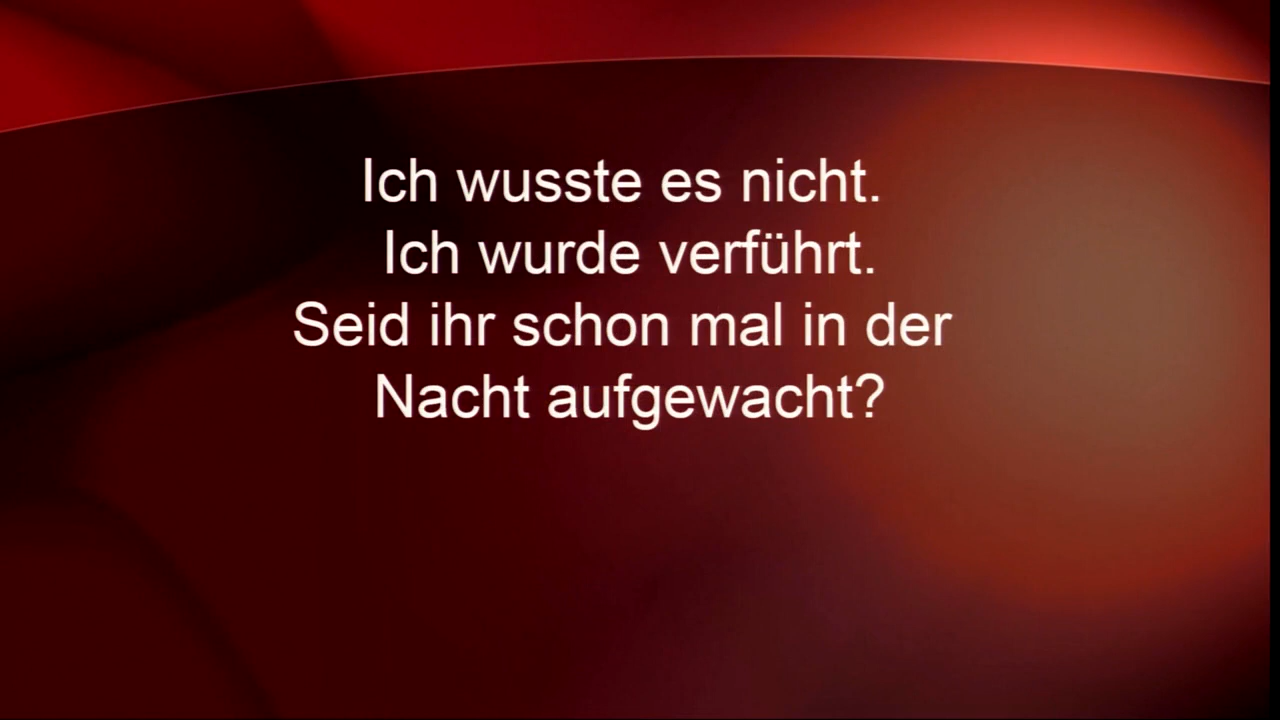 Ich wusste es nicht.
Ich wurde verführt.
Seid ihr schon mal in der
Nacht aufgewacht?